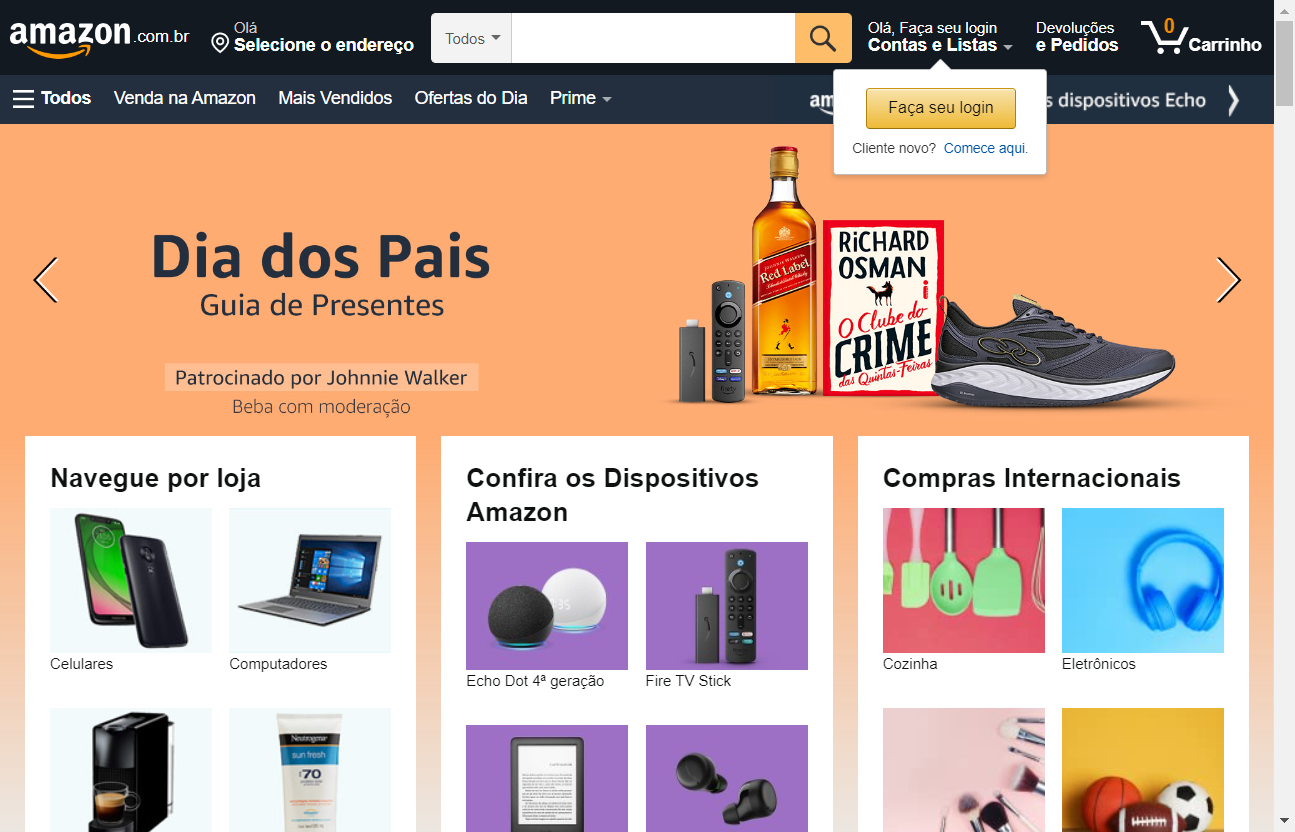 amazon.com.br
Olá
Selecione o endereço
Todos
Olá, Faça seu login
Contas e Listas
Devoluções
e Pedidos
0
Carrinho
Todos
Venda na Amazon
Mais Vendidos
Ofertas do Dia
Prime
dispositivos Echo
Faça seu login
Cliente novo? Comece aqui.
Dia dos Pais
Guia de Presentes
Patrocinado por Johnnie Walker
Beba com moderação
Red Label
RICHARD
OSMAN
O Clube do
CRIME
das Quintas-Feiras
Navegue por loja
Celulares
Computadores
Neutrogena
sun fresh
70
Confira os Dispositivos
Amazon
Echo Dot 4ª geração
Fire TV Stick
Compras Internacionais
Cozinha
Eletrônicos